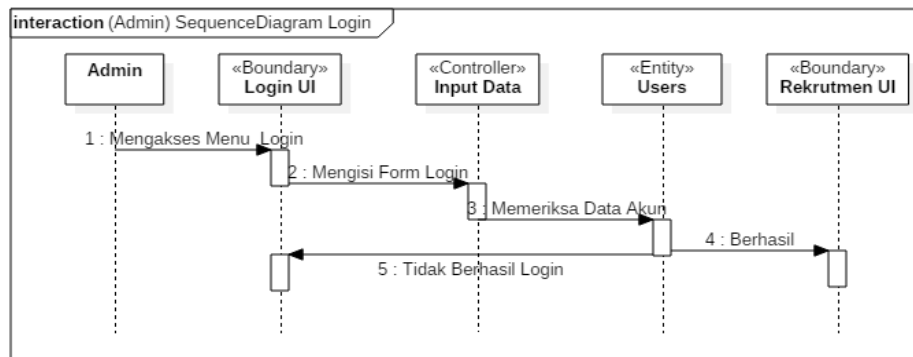 interaction (Admin) SequenceDiagram Login
Admin
«Boundary»
Login UI
«Controller»
Input Data
«Entity»
Users
«Boundary»
Rekrutmen UI
1 : Mengakses Menu Login
2 : Mengisi Form Login
3 : Memeriksa Data Akun
4 : Berhasil
5 : Tidak Berhasil Login